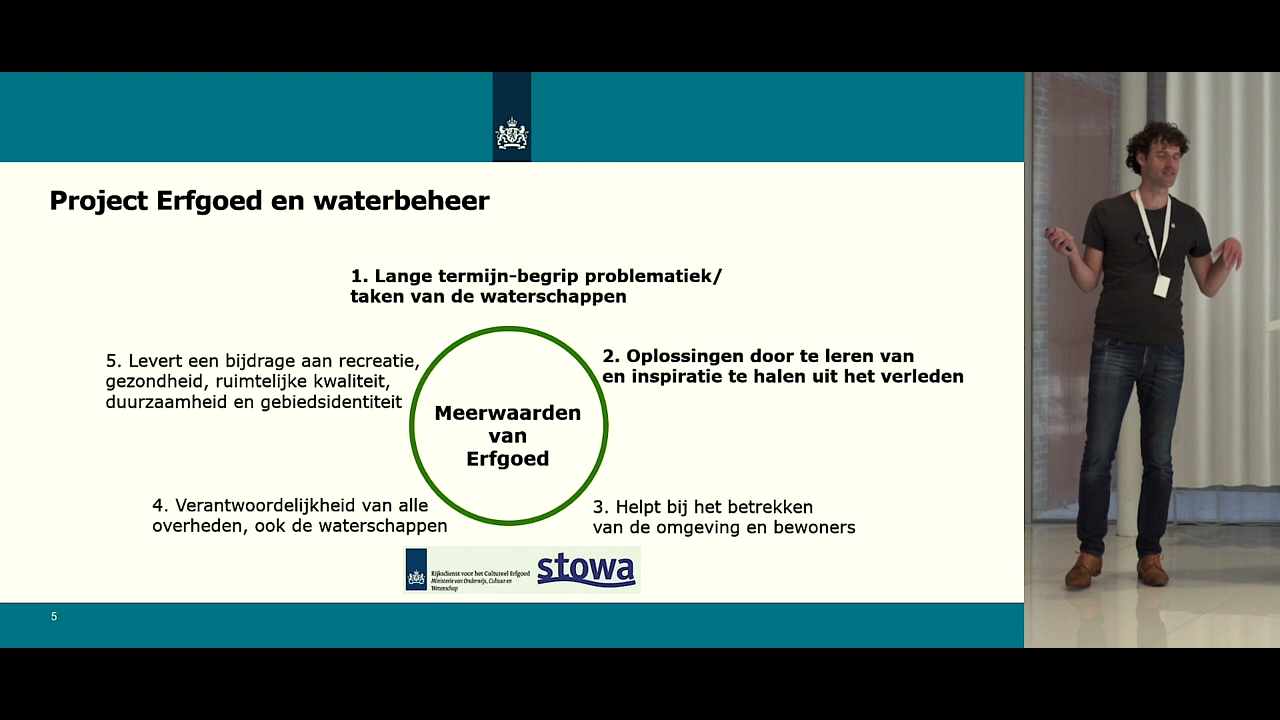 Project Erfgoed en waterbeheer
1. Lange termijn-begrip problematiek/
taken van de waterschappen
2. Oplossingen door te leren van
en inspiratie te halen uit het verleden
3. Helpt bij het betrekken
van de omgeving en bewoners
4. Verantwoordelijkheid van alle
overheden, ook de waterschappen
5. Levert een bijdrage aan recreatie,
gezondheid, ruimtelijke kwaliteit,
duurzaamheid en gebiedsidentiteit
Meerwaarden
van
Erfgoed
Rijksdienst voor het Cultureel Erfgoed
Ministerie van Onderwijs, Cultuur en
Wetenschap
stowa
5